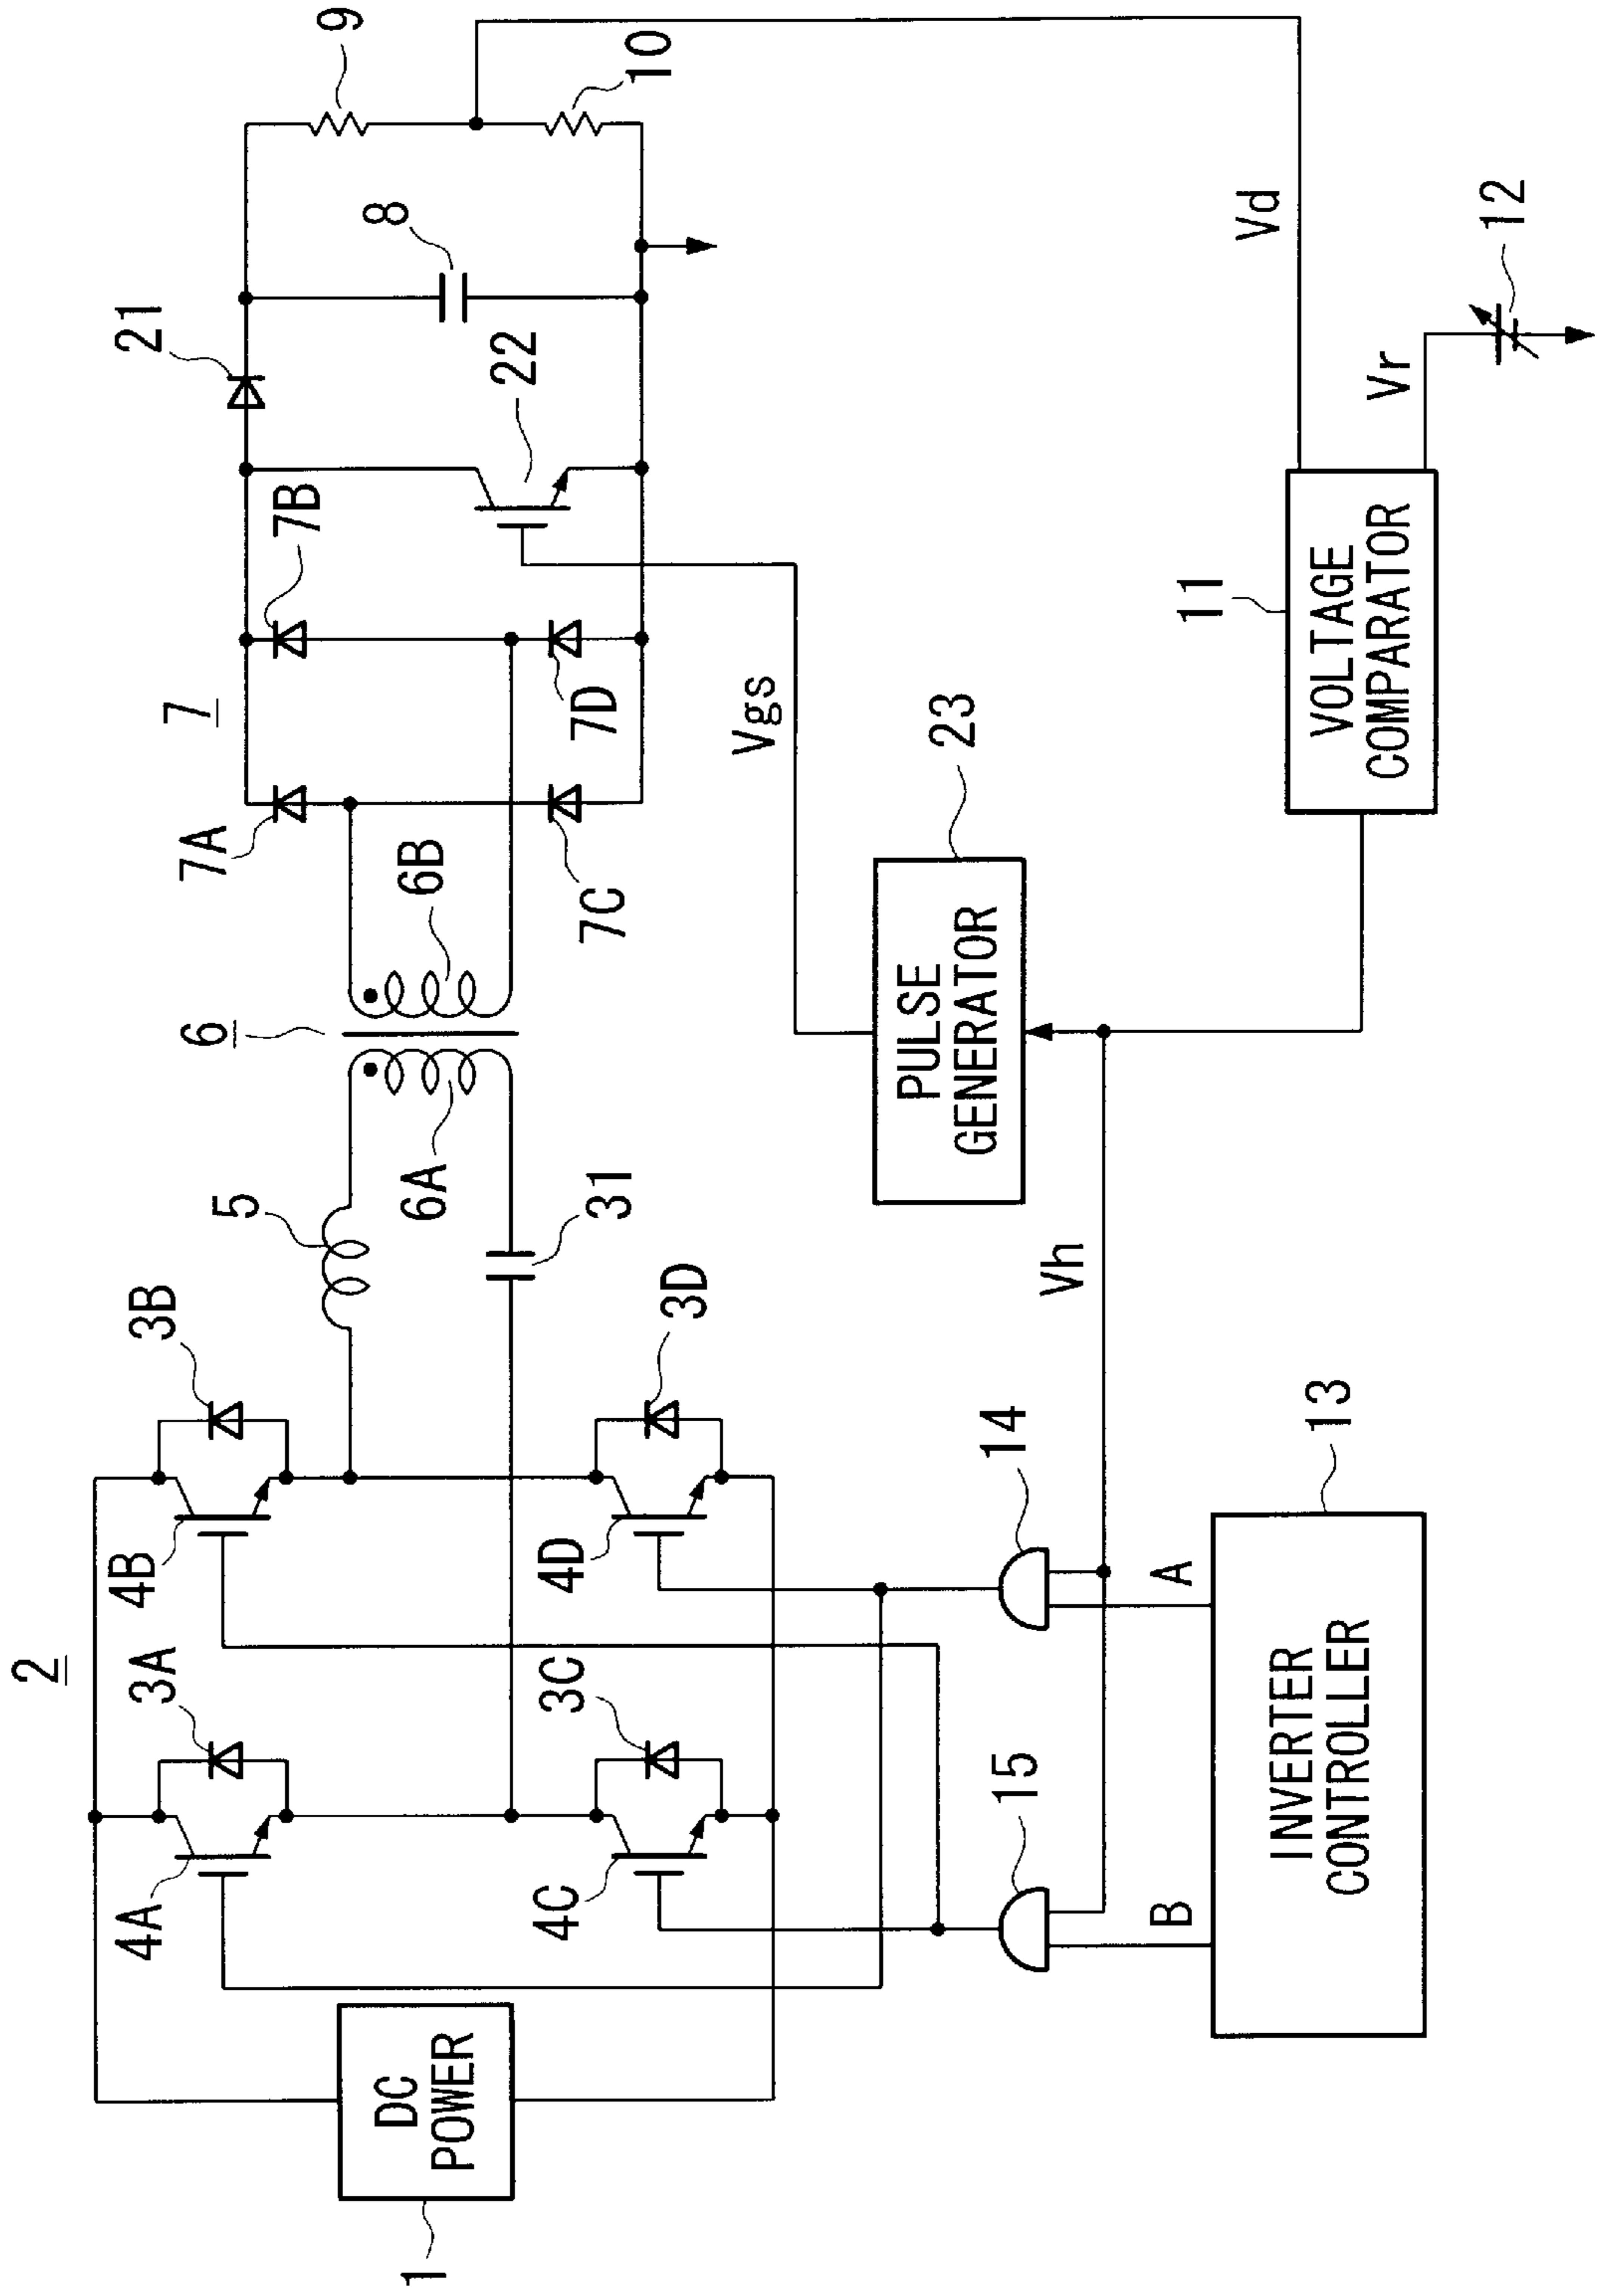 2
3A
3B
4A
4B
5
6
7A
7
7B
21
8
9
10
22
1
DC
POWER
3C
3D
4C
4D
31
6A
6B
7C
7D
Vgs
PULSE
GENERATOR
23
15
14
Vh
B
A
INVERTER
CONTROLLER
13
11
VOLTAGE
COMPARATOR
Vd
Vr
12